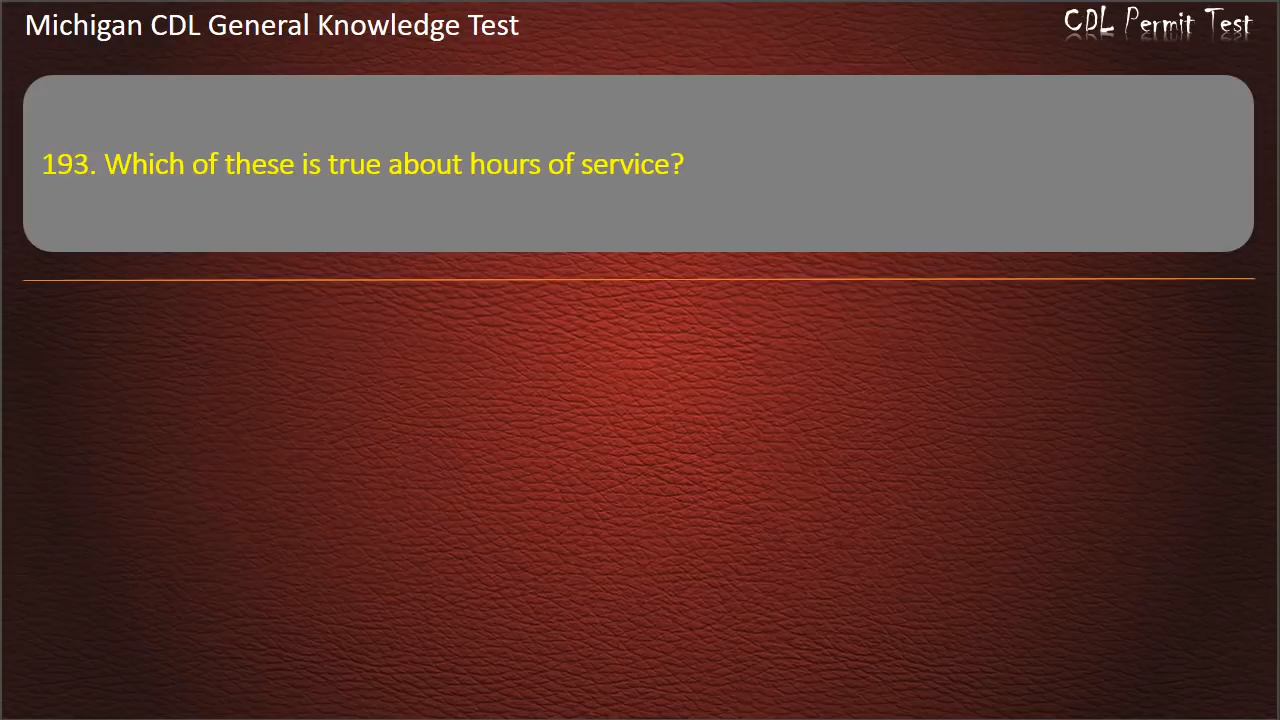 Michigan CDL General Knowledge Test
CDL Permit Test
193. Which of these is true about hours of service?